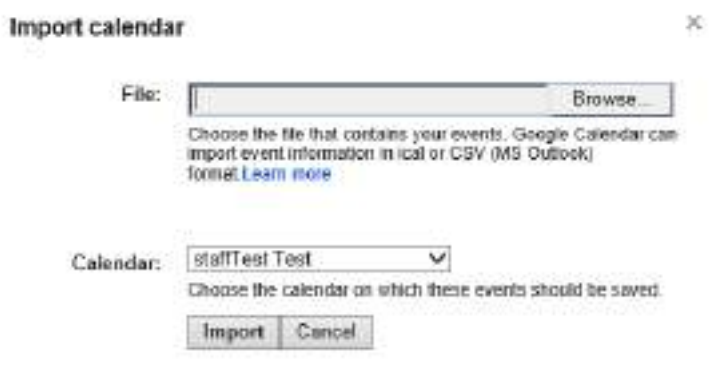 Import calendar
File:
Browse...
Choose the file that contains your events. Google Calendar can
import event information in ical or CSV (MS Outlook)
format.Learn more
Calendar: staffTest Test
Choose the calendar on which these events should be saved.
Import Cancel